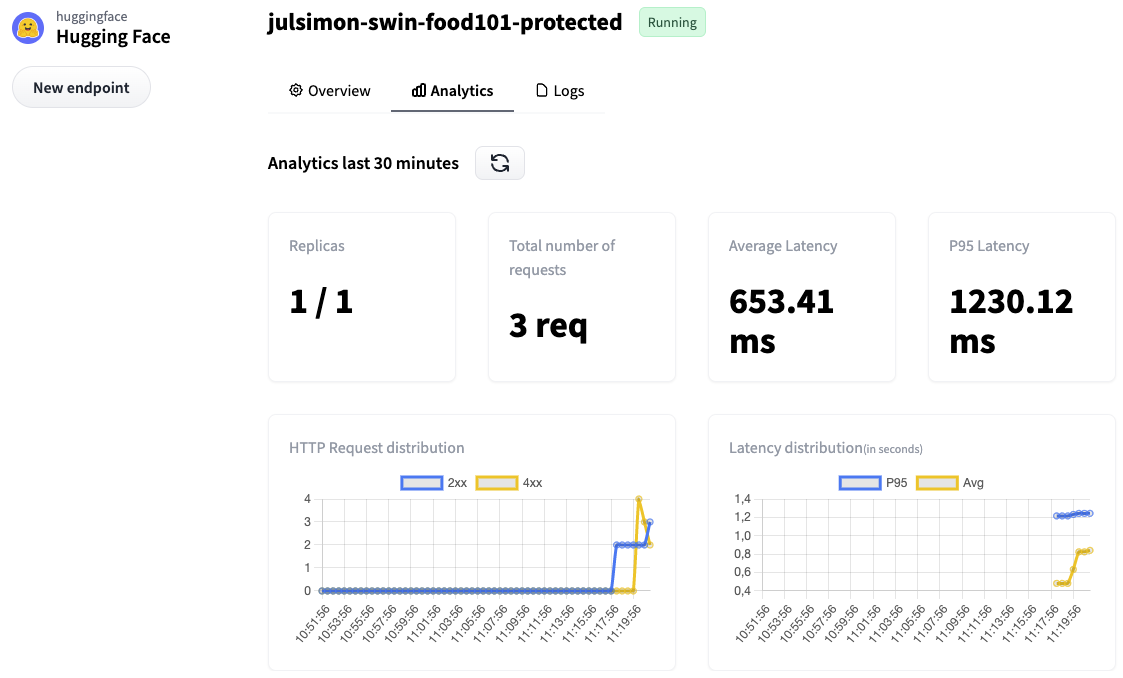 huggingface
Hugging Face
New endpoint
julsimon-swin-food101-protected
Running
Overview
Analytics
Logs
Analytics last 30 minutes
Replicas
1 / 1
Total number of
requests
3 req
Average Latency
653.41
ms
P95 Latency
1230.12
ms
HTTP Request distribution
2xx
4xx
4
3
2
1
0
10:51:56
10:53:56
10:55:56
10:57:56
10:59:56
11:01:56
11:03:56
11:05:56
11:07:56
11:09:56
11:11:56
11:13:56
11:15:56
11:17:56
11:19:56
Latency distribution(in seconds)
P95
Avg
1,4
1,2
1,0
0,8
0,6
0,4
10:51:56
10:53:56
10:55:56
10:57:56
10:59:56
11:01:56
11:03:56
11:05:56
11:07:56
11:09:56
11:11:56
11:13:56
11:15:56
11:17:56
11:19:56